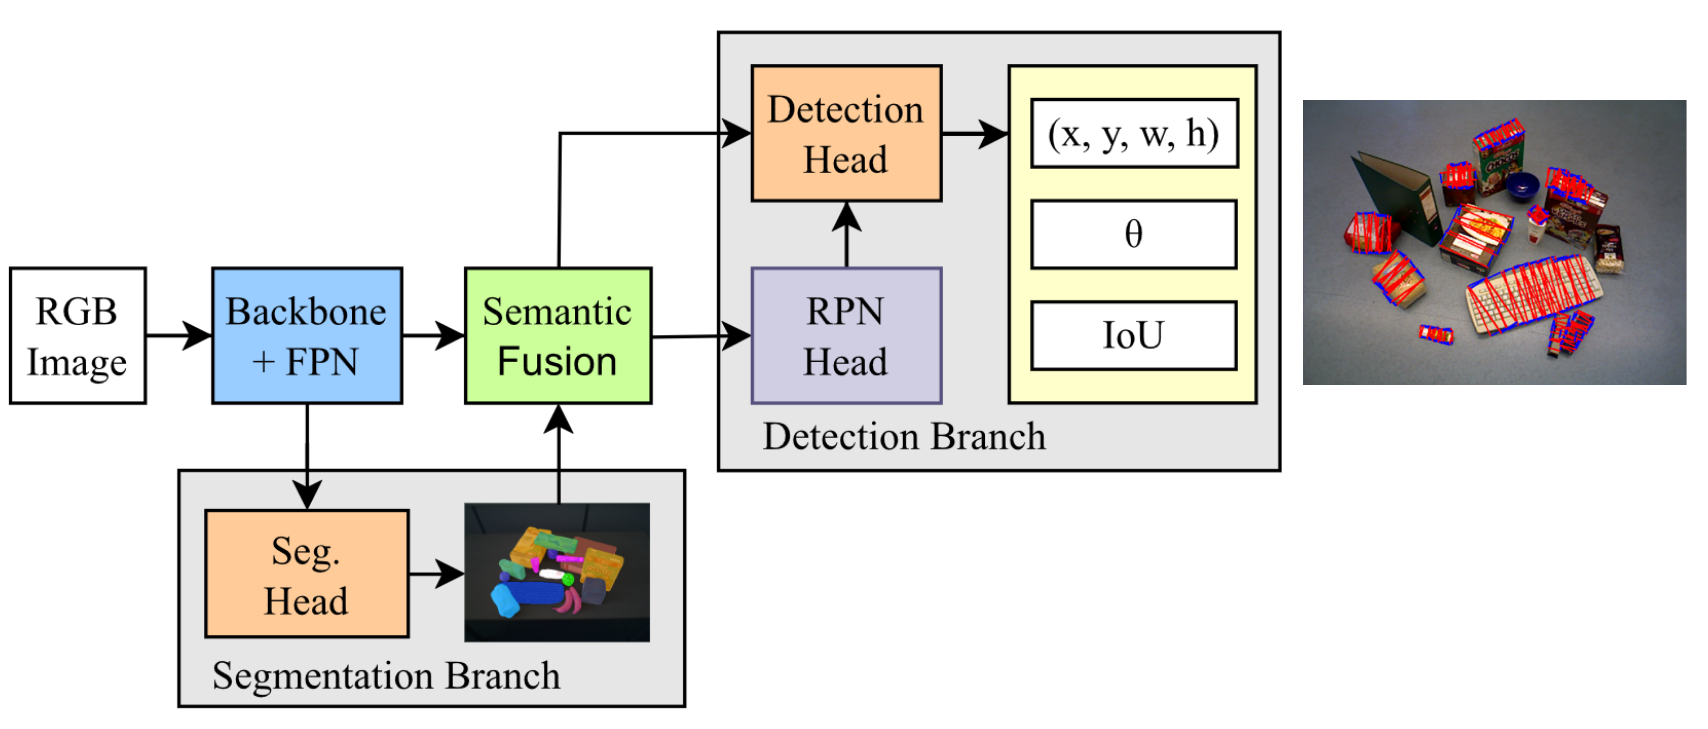 RGB
Image
Backbone
+ FPN
Semantic
Fusion
Seg.
Head
Segmentation Branch
Detection
Head
RPN
Head
(x, y, w, h)
θ
IoU
Detection Branch